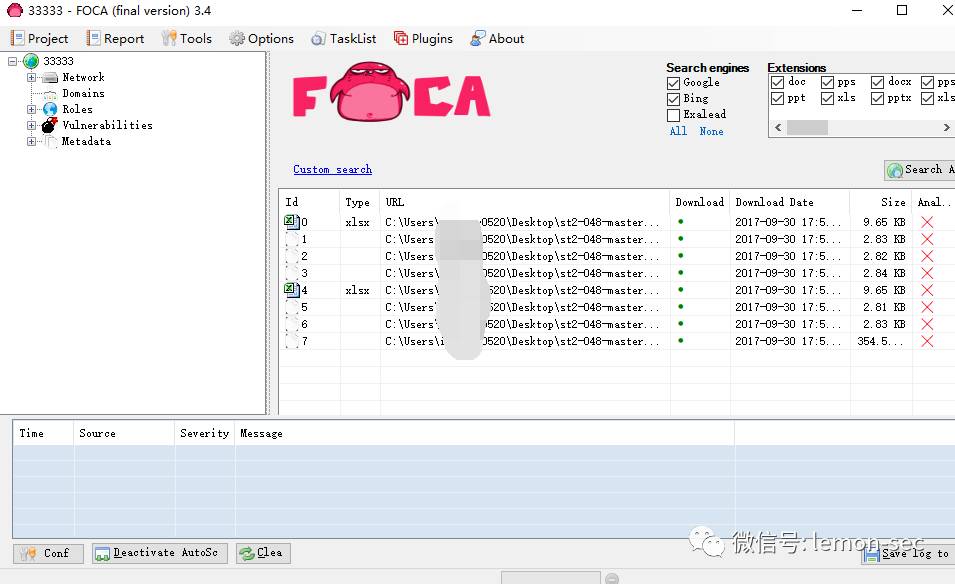 33333 - FOCA (final version) 3.4
Project Report Tools Options TaskList Plugins About
33333
Network
Domains
Roles
Vulnerabilities
Metadata
FOCA
Search engines
Google
Bing
Exalead
All None
Extensions
doc pps docx pps
ppt xls pptx xls
Custom search
Search A
Id Type URL Download Download Date Size Anal..
0 xlsx C:\Users\ 0520\Desktop\st2-048-master... 2017-09-30 17:5... 9.65 KB
1 C:\Users\ 0520\Desktop\st2-048-master... 2017-09-30 17:5... 2.83 KB
2 C:\Users\ 0520\Desktop\st2-048-master... 2017-09-30 17:5... 2.82 KB
3 C:\Users\ 0520\Desktop\st2-048-master... 2017-09-30 17:5... 2.84 KB
4 xlsx C:\Users\ 0520\Desktop\st2-048-master... 2017-09-30 17:5... 9.65 KB
5 C:\Users\ 0520\Desktop\st2-048-master... 2017-09-30 17:5... 2.81 KB
6 C:\Users\ 0520\Desktop\st2-048-master... 2017-09-30 17:5... 2.83 KB
7 C:\Users\ 0520\Desktop\st2-048-master... 2017-09-30 17:5... 354.5...
Time Source Severity Message
Conf Deactivate AutoSc Clea
微信号: lemon-sec
Save log to